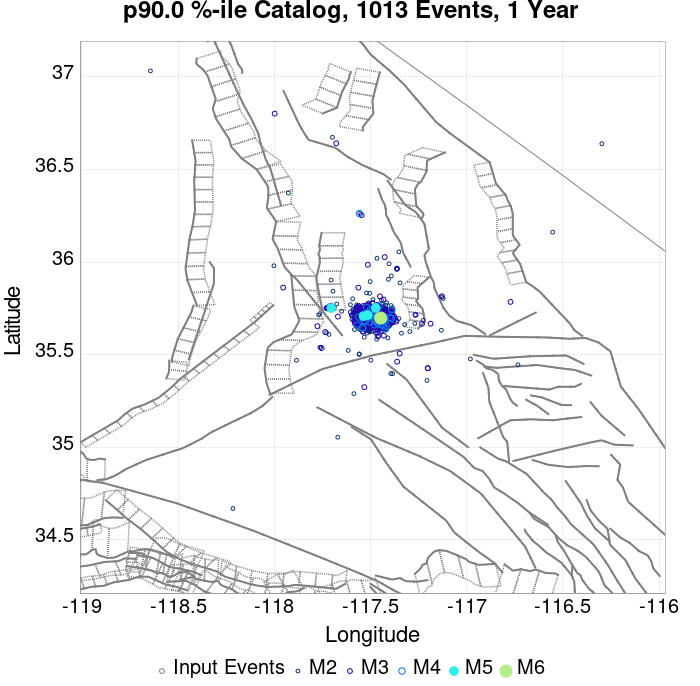 p90.0 %-ile Catalog, 1013 Events, 1 Year
37
36.5
36
35.5
35
34.5
Latitude
-119
-118.5
-118
-117.5
-117
-116.5
-116
Longitude
Input Events
M2
M3
M4
M5
M6